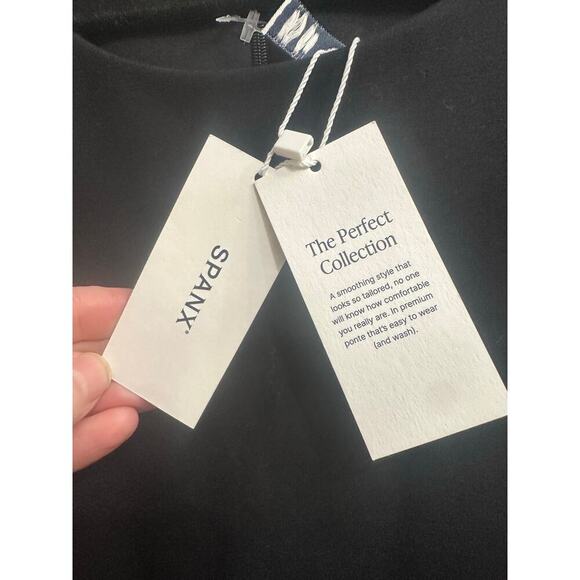 SPANX®
The Perfect
Collection
A smoothing style that
looks so tailored, no one
will know how comfortable
you really are. In premium
ponte that's easy to wear
(and wash).